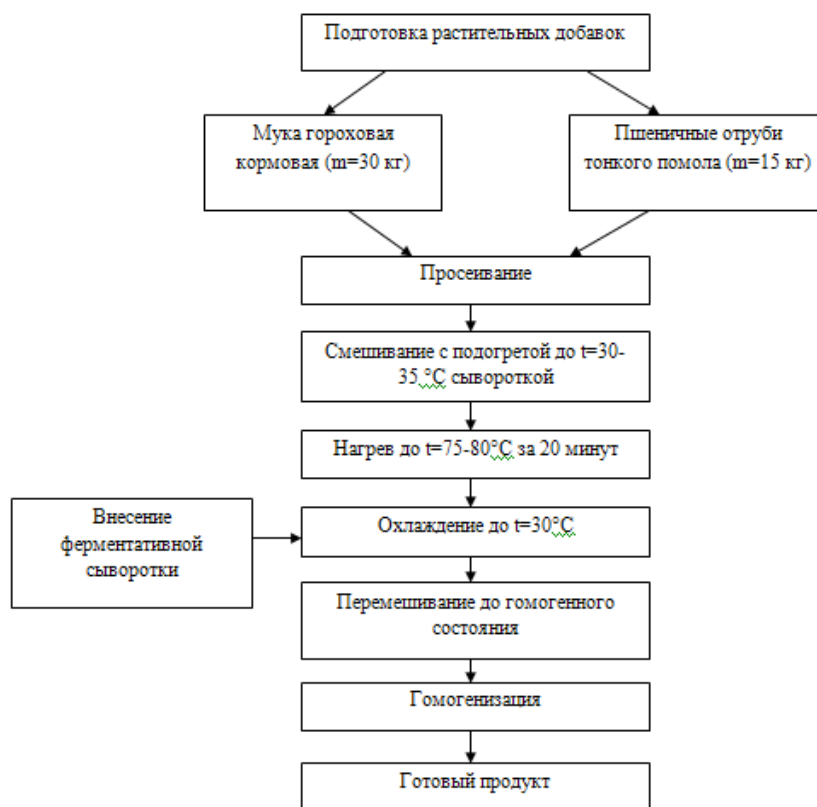 Подготовка растительных добавок
Мука гороховая
кормовая (m=30 кг)
Пшеничные отруби
тонкого помола (m=15 кг)
Просеивание
Смешивание с подогретой до t=30-
35 °С сывороткой
Нагрев до t=75-80°С за 20 минут
Внесение
ферментативной
сыворотки
Охлаждение до t=30°С
Перемешивание до гомогенного
состояния
Гомогенизация
Готовый продукт